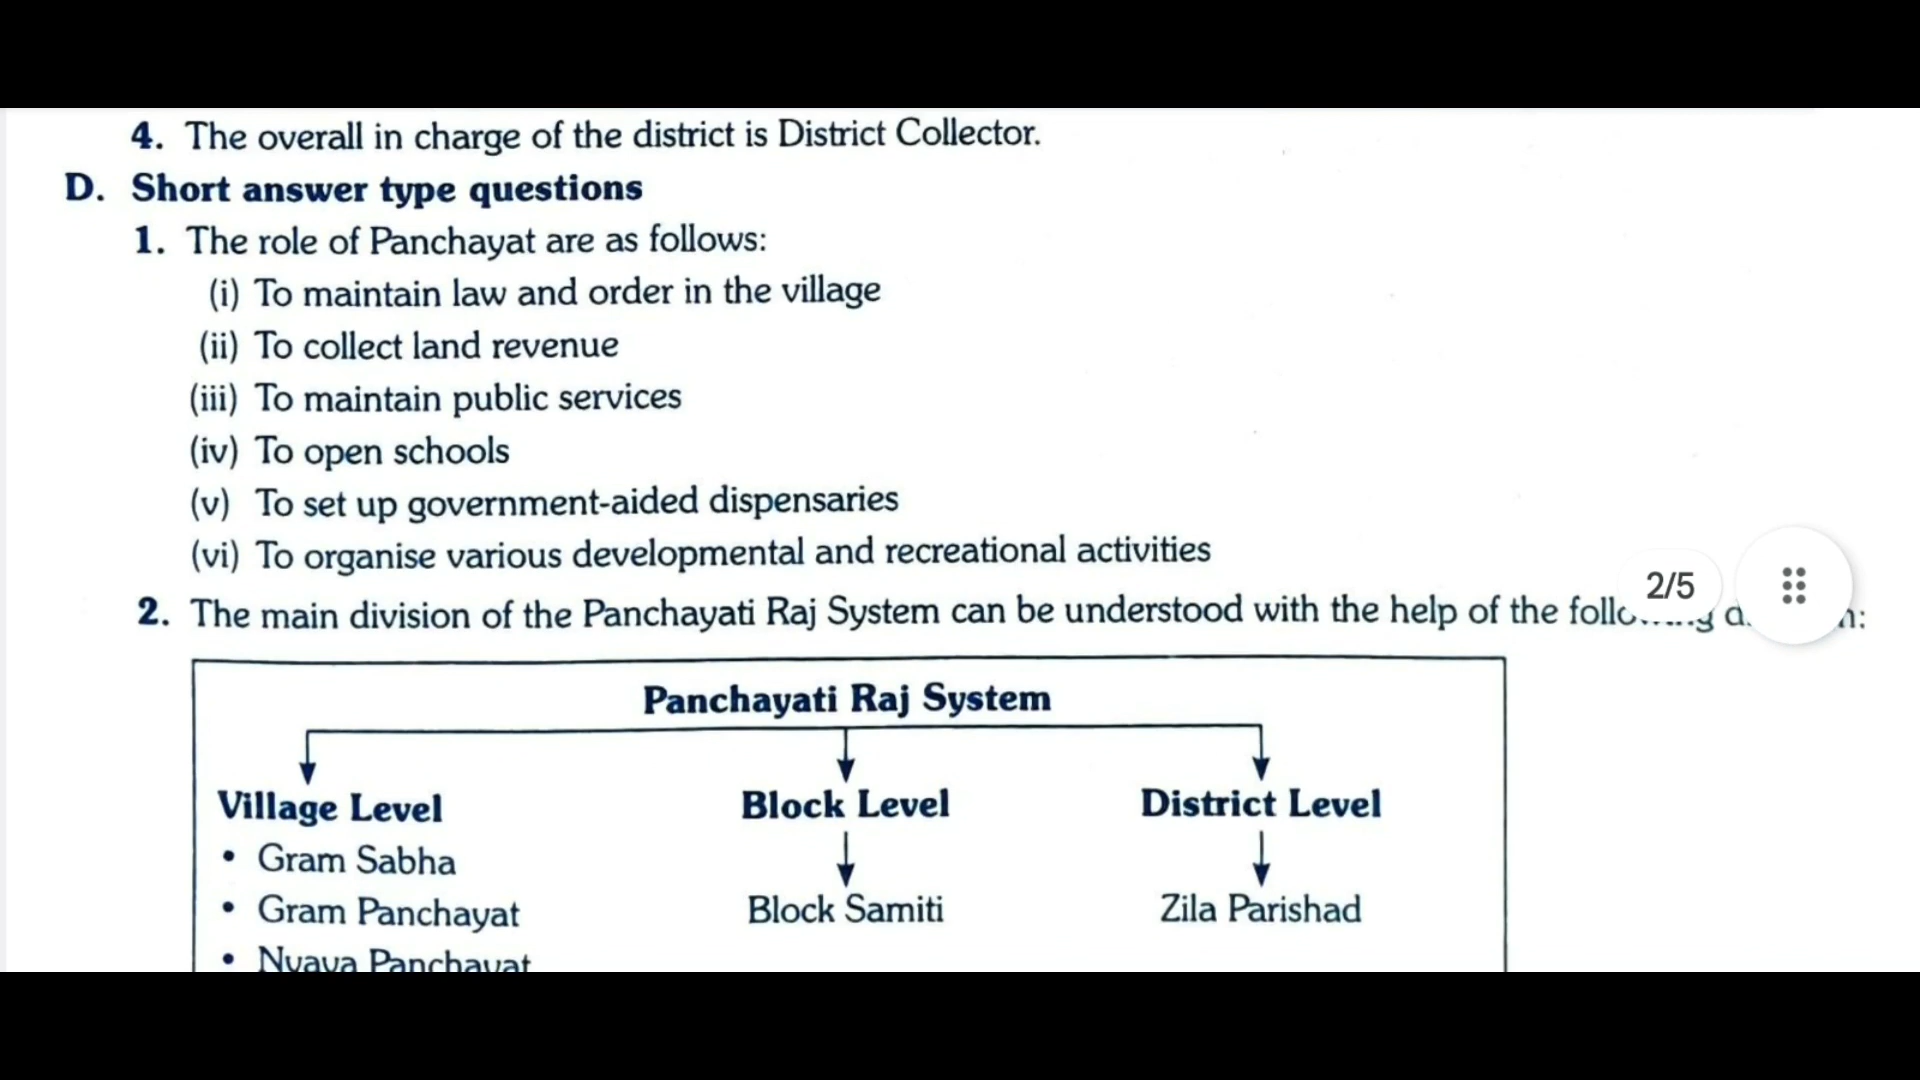 4. The overall in charge of the district is District Collector.
D. Short answer type questions
1. The role of Panchayat are as follows:
(i) To maintain law and order in the village
(ii) To collect land revenue
(iii) To maintain public services
(iv) To open schools
(v) To set up government-aided dispensaries
(vi) To organise various developmental and recreational activities
2. The main division of the Panchayati Raj System can be understood with the help of the
2/5
Panchayati Raj System
Village Level Block Level District Level
• Gram Sabha
• Gram Panchayat Block Samiti Zila Parishad
• Nyaya Panchayat